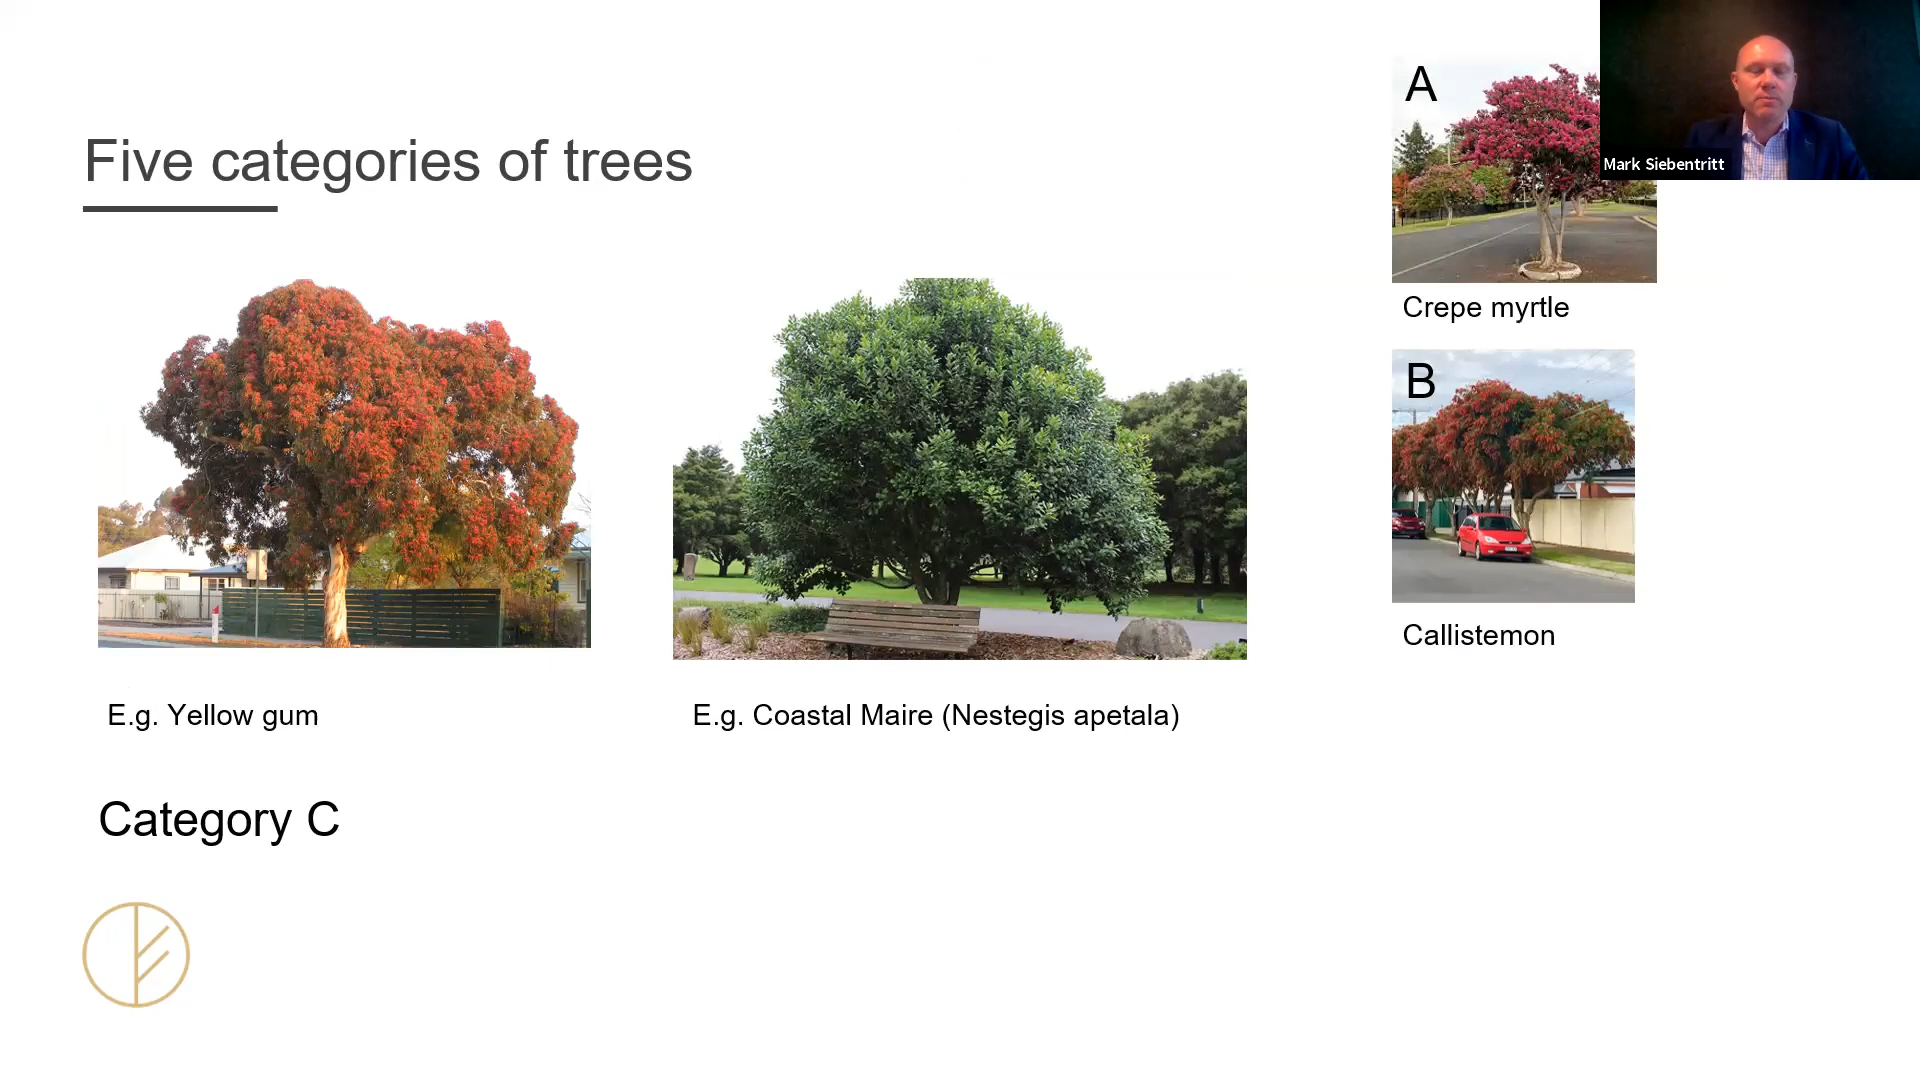 Five categories of trees
A
Mark Siebentritt
Crepe myrtle
B
Callistemon
E.g. Yellow gum
E.g. Coastal Maire (Nestegis apetala)
Category C